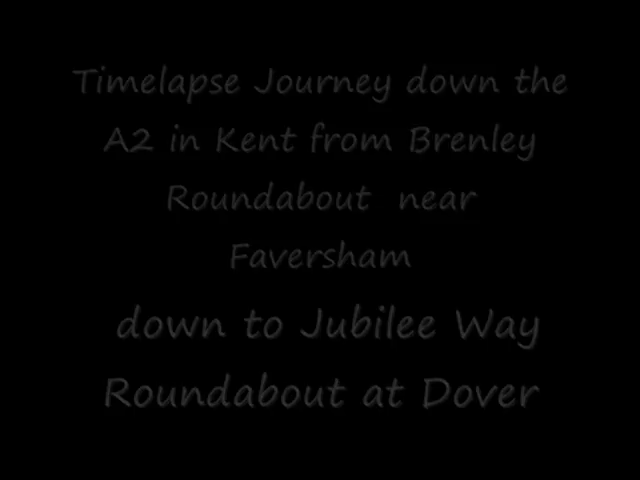 Timelapse Journey down the
A2 in Kent from Brenley
Roundabout near
Faversham
down to Jubilee Way
Roundabout at Dover